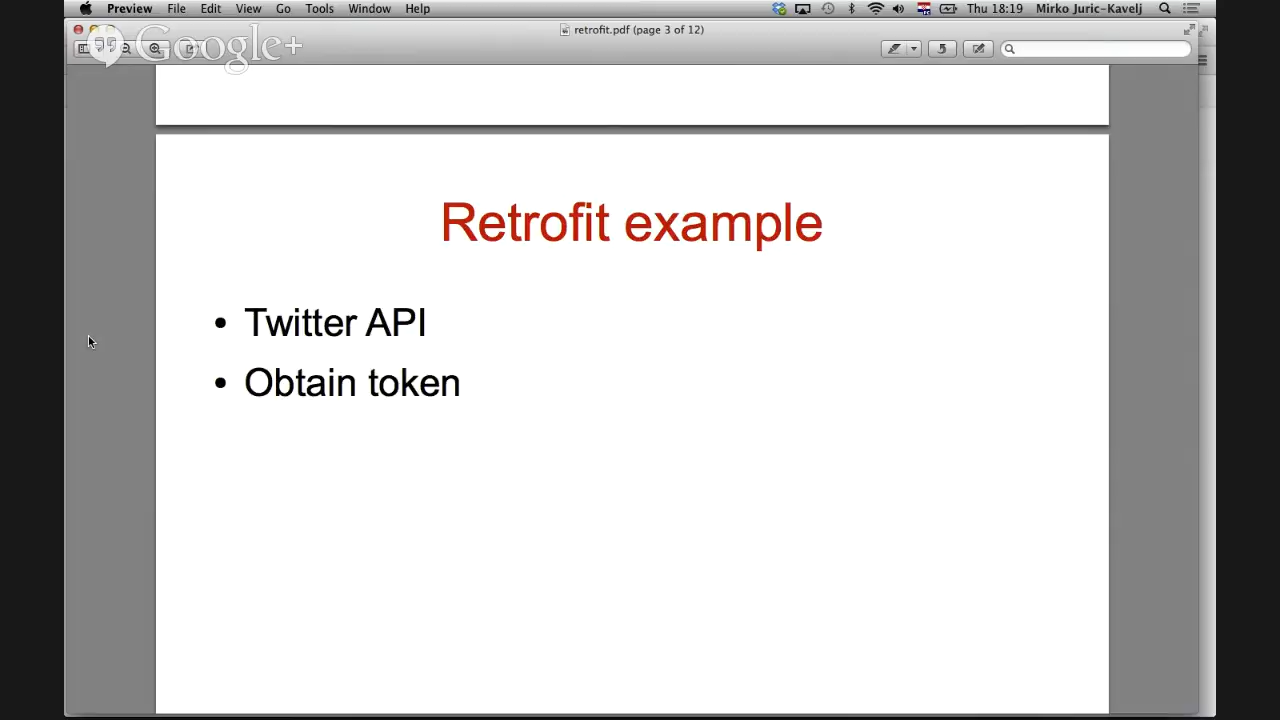 Preview File Edit View Go Tools Window Help Thu 18:19 Mirko Juric-Kavelj
retrofit.pdf (page 3 of 12)
Google+
Retrofit example
• Twitter API
• Obtain token